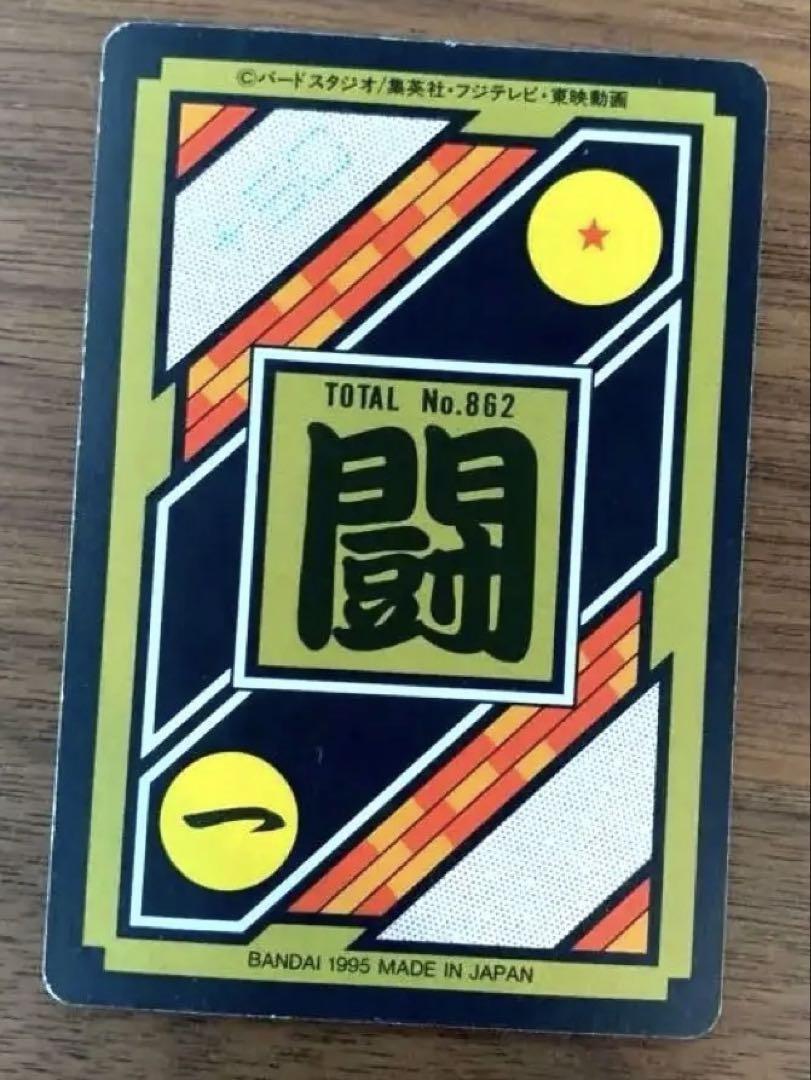 ©バードスタジオ/集英社・フジテレビ・東映動画
TOTAL No.862
闘
一
BANDAI 1995 MADE IN JAPAN